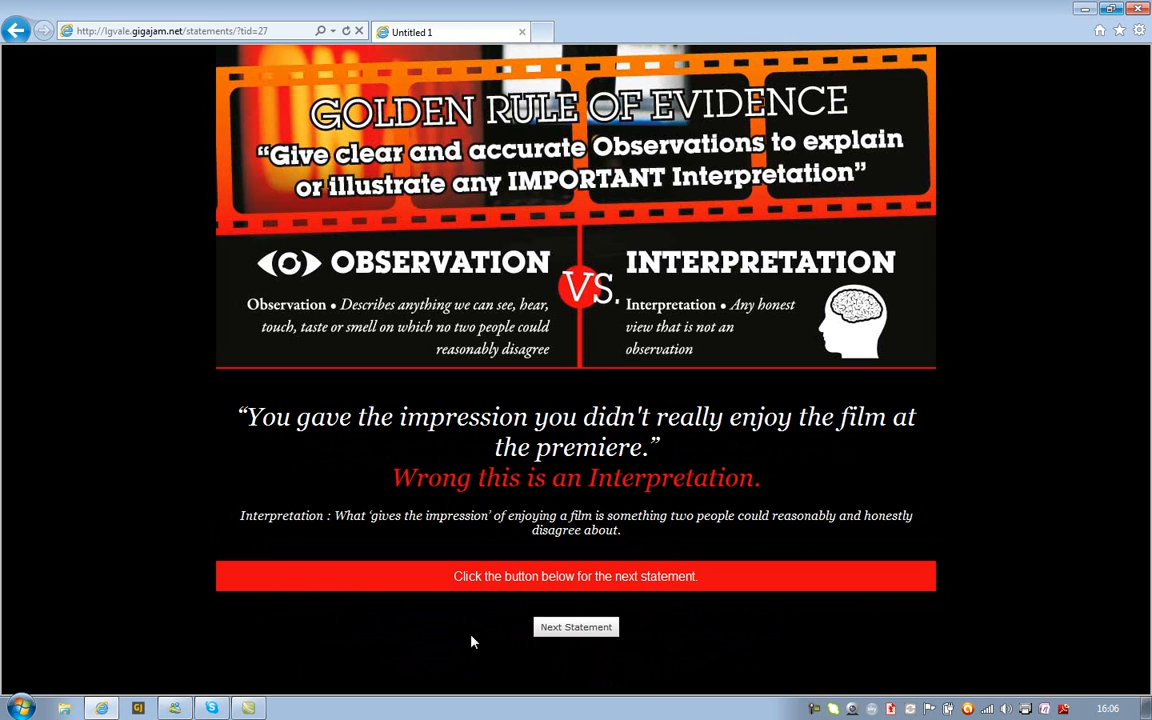 http://lgvale.gigajam.net/statements/?tid=27
Untitled 1
GOLDEN RULE OF EVIDENCE
“Give clear and accurate Observations to explain
or illustrate any IMPORTANT Interpretation”
OBSERVATION
VS.
INTERPRETATION
Observation • Describes anything we can see, hear,
touch, taste or smell on which no two people could
reasonably disagree
Interpretation • Any honest
view that is not an
observation
“You gave the impression you didn't really enjoy the film at
the premiere.”
Wrong this is an Interpretation.
Interpretation : What ‘gives the impression’ of enjoying a film is something two people could reasonably and honestly
disagree about.
Click the button below for the next statement.
Next Statement
GJ
16:06